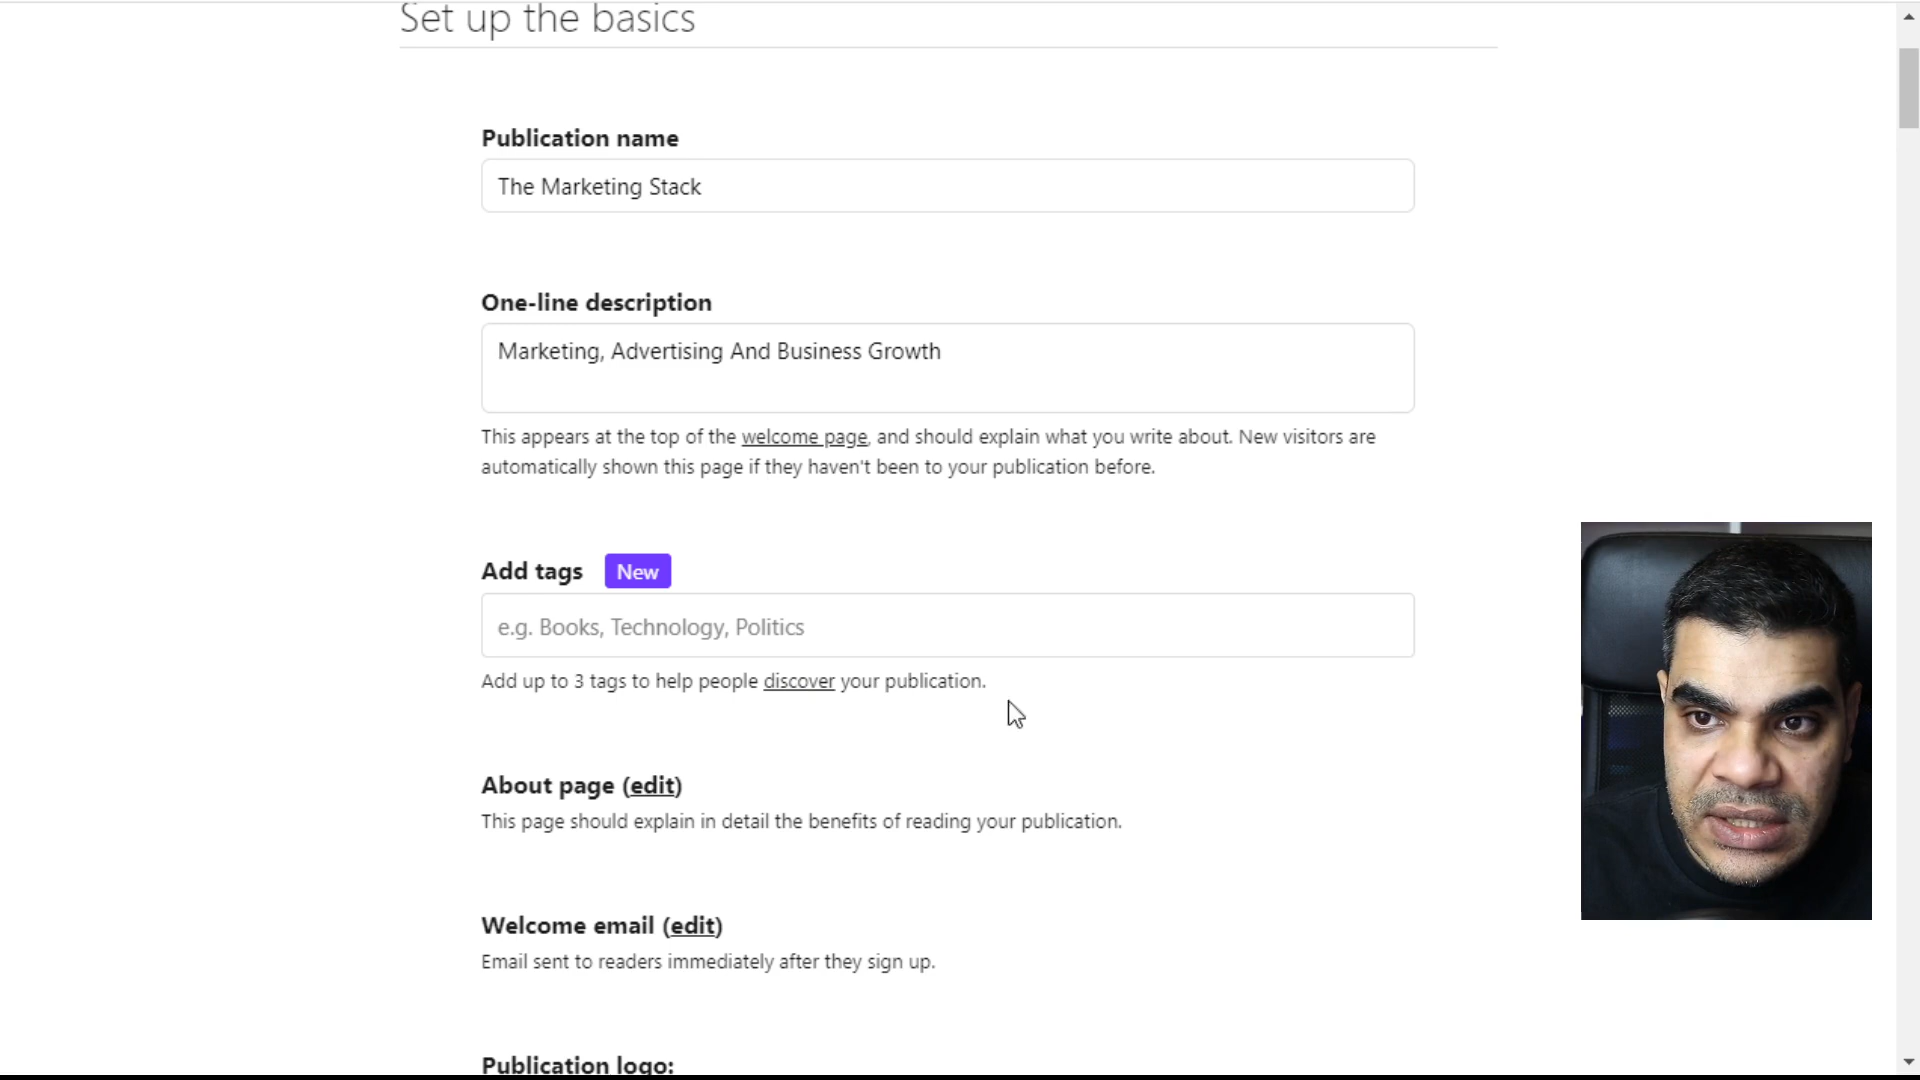 Set up the basics
Publication name
The Marketing Stack
One-line description
Marketing, Advertising And Business Growth
This appears at the top of the welcome page, and should explain what you write about. New visitors are
automatically shown this page if they haven't been to your publication before.
Add tags New
e.g. Books, Technology, Politics
Add up to 3 tags to help people discover your publication.
About page (edit)
This page should explain in detail the benefits of reading your publication.
Welcome email (edit)
Email sent to readers immediately after they sign up.
Publication logo: